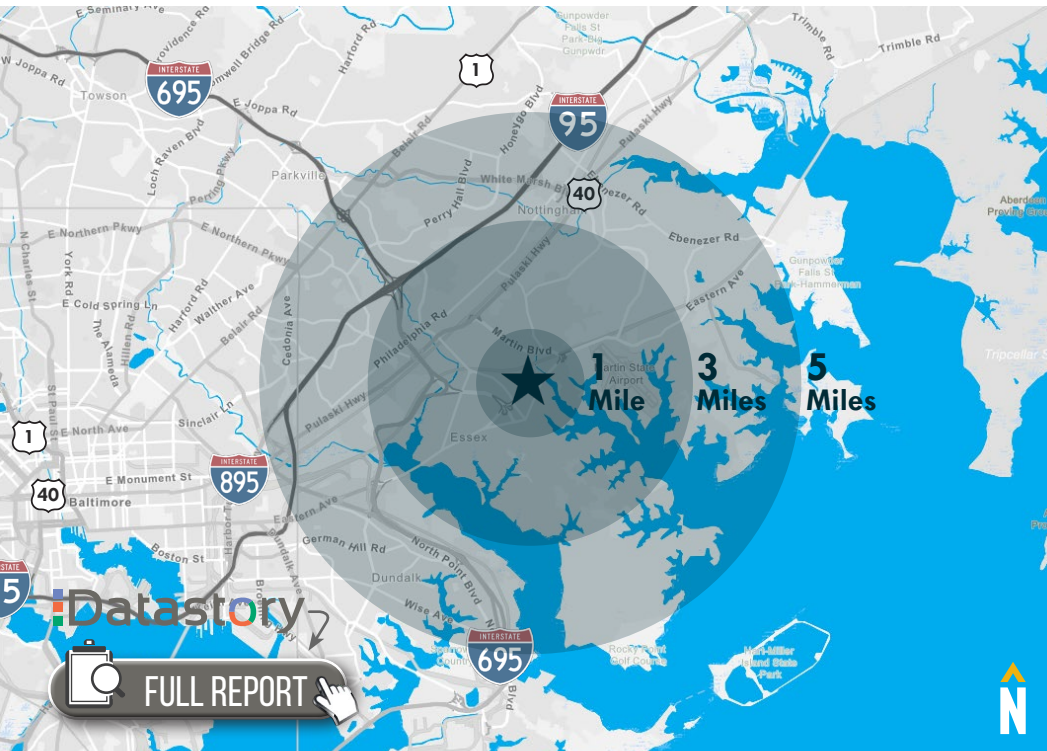 E Seminary Ave
Providence Rd
Cromwell Bridge Rd
Harford Rd
Gunpowder
Falls St
Park-Big
Gunpwdr.
Trimble Rd
Trimble Rd
W Joppa Rd
Towson
INTERSTATE
695
1
E Joppa Rd
Honeygo Blvd
INTERSTATE
95
Pulaski Hwy
Belair Rd
Loch Raven Blvd
Perring Pkwy
Parkville
Perry Hall Blvd
White Marsh
40
Ebenezer Rd
Nottingham
Aberdeen
Proving
E Northern Pkwy
E Northern Pkwy
N Charles St
York Rd
Ebenezer Rd
Pulaski Hwy
Gunpowder
Falls St
Park-Hammerman
Eastern Ave
E Cold Spring Ln
Harford Rd
Walther Ave
Belair Rd
The Alameda
Hillen Rd
Cedonia Ave
Philadelphia Rd
Martin Blvd
Martin State
Airport
1
Mile
3
Miles
5
Miles
Tripcellar
St Paul St
Pulaski Hwy
Sinclair Ln
1
E North Ave
Essex
INTERSTATE
895
E Monument St
40
Baltimore
Harbor
Eastern Ave
Dundalk Ave
German Hill Rd
North Point Blvd
Boston St
STATE
5
Dundalk
Wise Ave
Datastory
INTERSTATE
695
Blvd
Rocky Point
Golf Course
Hart-Miller
Island State
Park
FULL REPORT
N